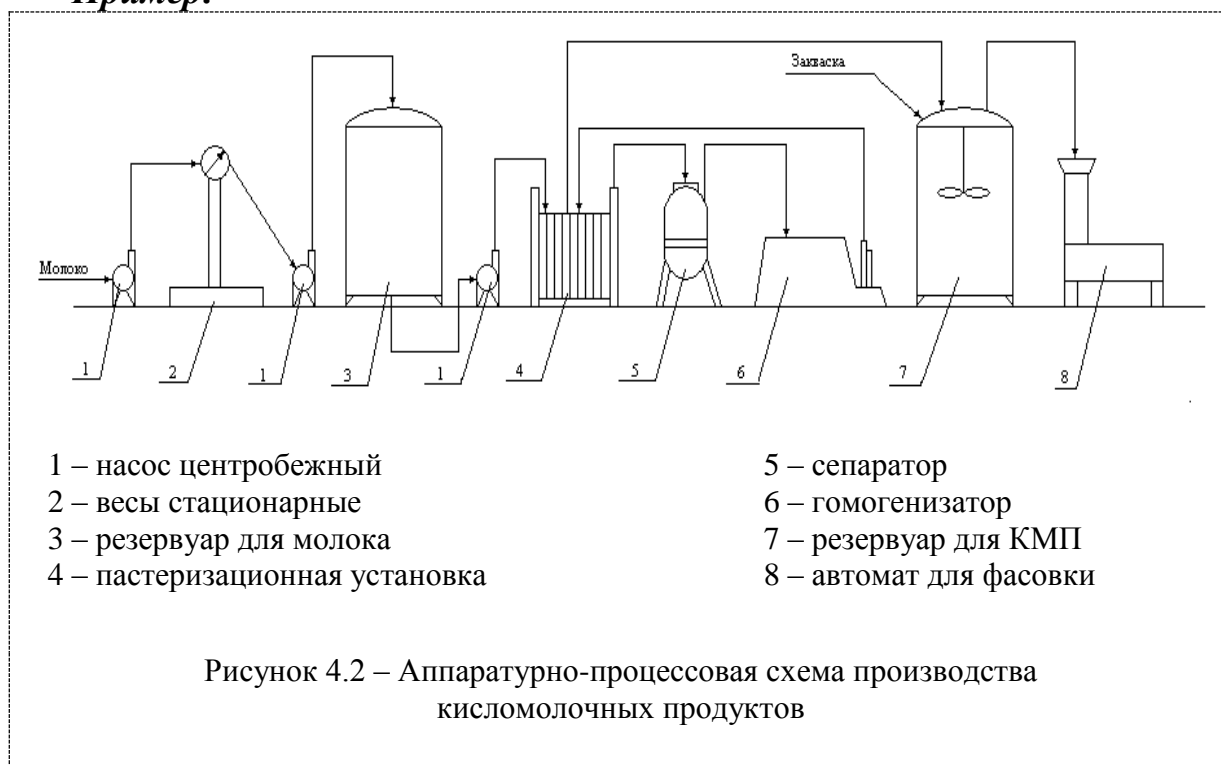 Пример:
Закваска
Молоко
1 2 1 3 1 4 5 6 7 8
1 – насос центробежный
2 – весы стационарные
3 – резервуар для молока
4 – пастеризационная установка
5 – сепаратор
6 – гомогенизатор
7 – резервуар для КМП
8 – автомат для фасовки
Рисунок 4.2 – Аппаратурно-процессовая схема производства
кисломолочных продуктов